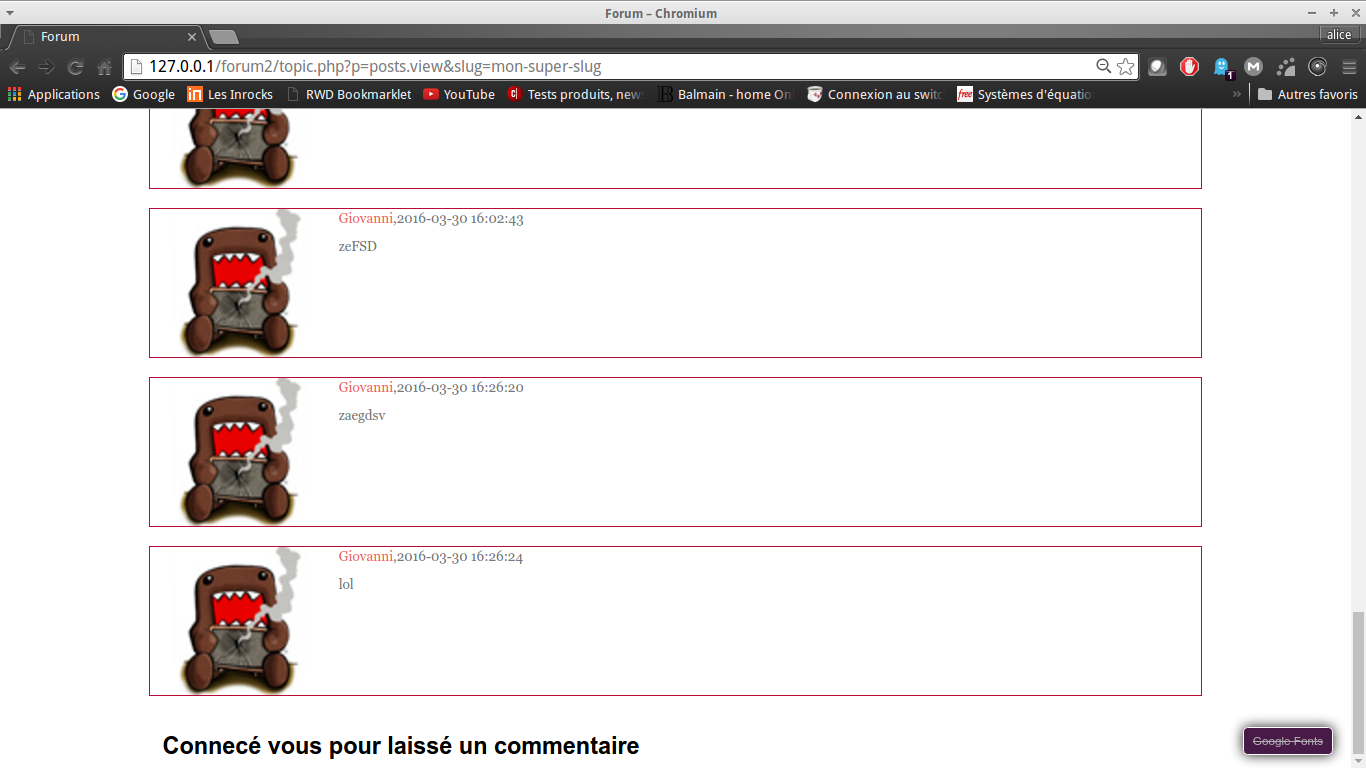 Forum – Chromium
Forum
alice
127.0.0.1/forum2/topic.php?p=posts.view&slug=mon-super-slug
1
Applications
Google
Les Inrocks
RWD Bookmarklet
YouTube
Tests produits, new
Balmain - home On
Connexion au switc
free
Systèmes d'équatio
»
Autres favoris
Giovanni,2016-03-30 16:02:43
zeFSD
Giovanni,2016-03-30 16:26:20
zaegdsv
Giovanni,2016-03-30 16:26:24
lol
Connecé vous pour laissé un commentaire
Google Fonts